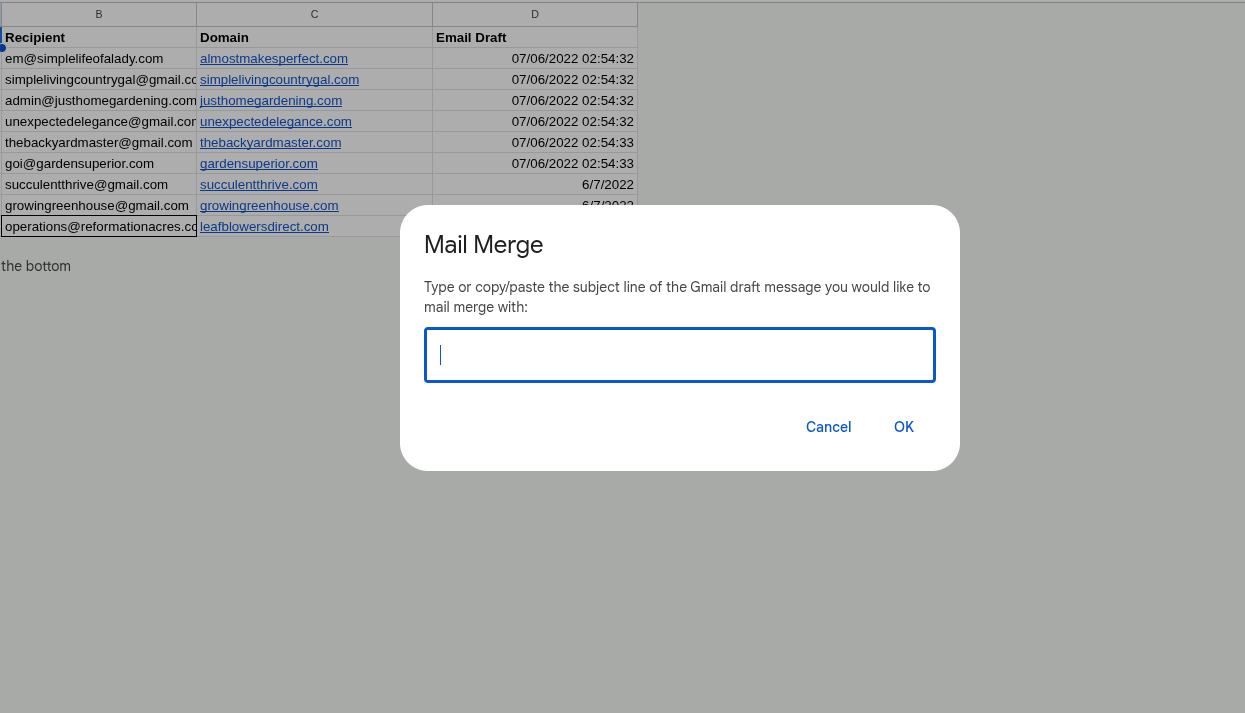 B C D
Recipient Domain Email Draft
em@simplelifeofalady.com almostmakesperfect.com 07/06/2022 02:54:32
simplelivingcountrygal@gmail.co simplelivingcountrygal.com 07/06/2022 02:54:32
admin@justhomegardening.com justhomegardening.com 07/06/2022 02:54:32
unexpectedelegance@gmail.con unexpectedelegance.com 07/06/2022 02:54:32
thebackyardmaster@gmail.com thebackyardmaster.com 07/06/2022 02:54:33
goi@gardensuperior.com gardensuperior.com 07/06/2022 02:54:33
succulentthrive@gmail.com succulentthrive.com 6/7/2022
growingreenhouse@gmail.com growingreenhouse.com 6/7/2022
operations@reformationacres.co leafblowersdirect.com
the bottom
Mail Merge
Type or copy/paste the subject line of the Gmail draft message you would like to
mail merge with:
Cancel OK